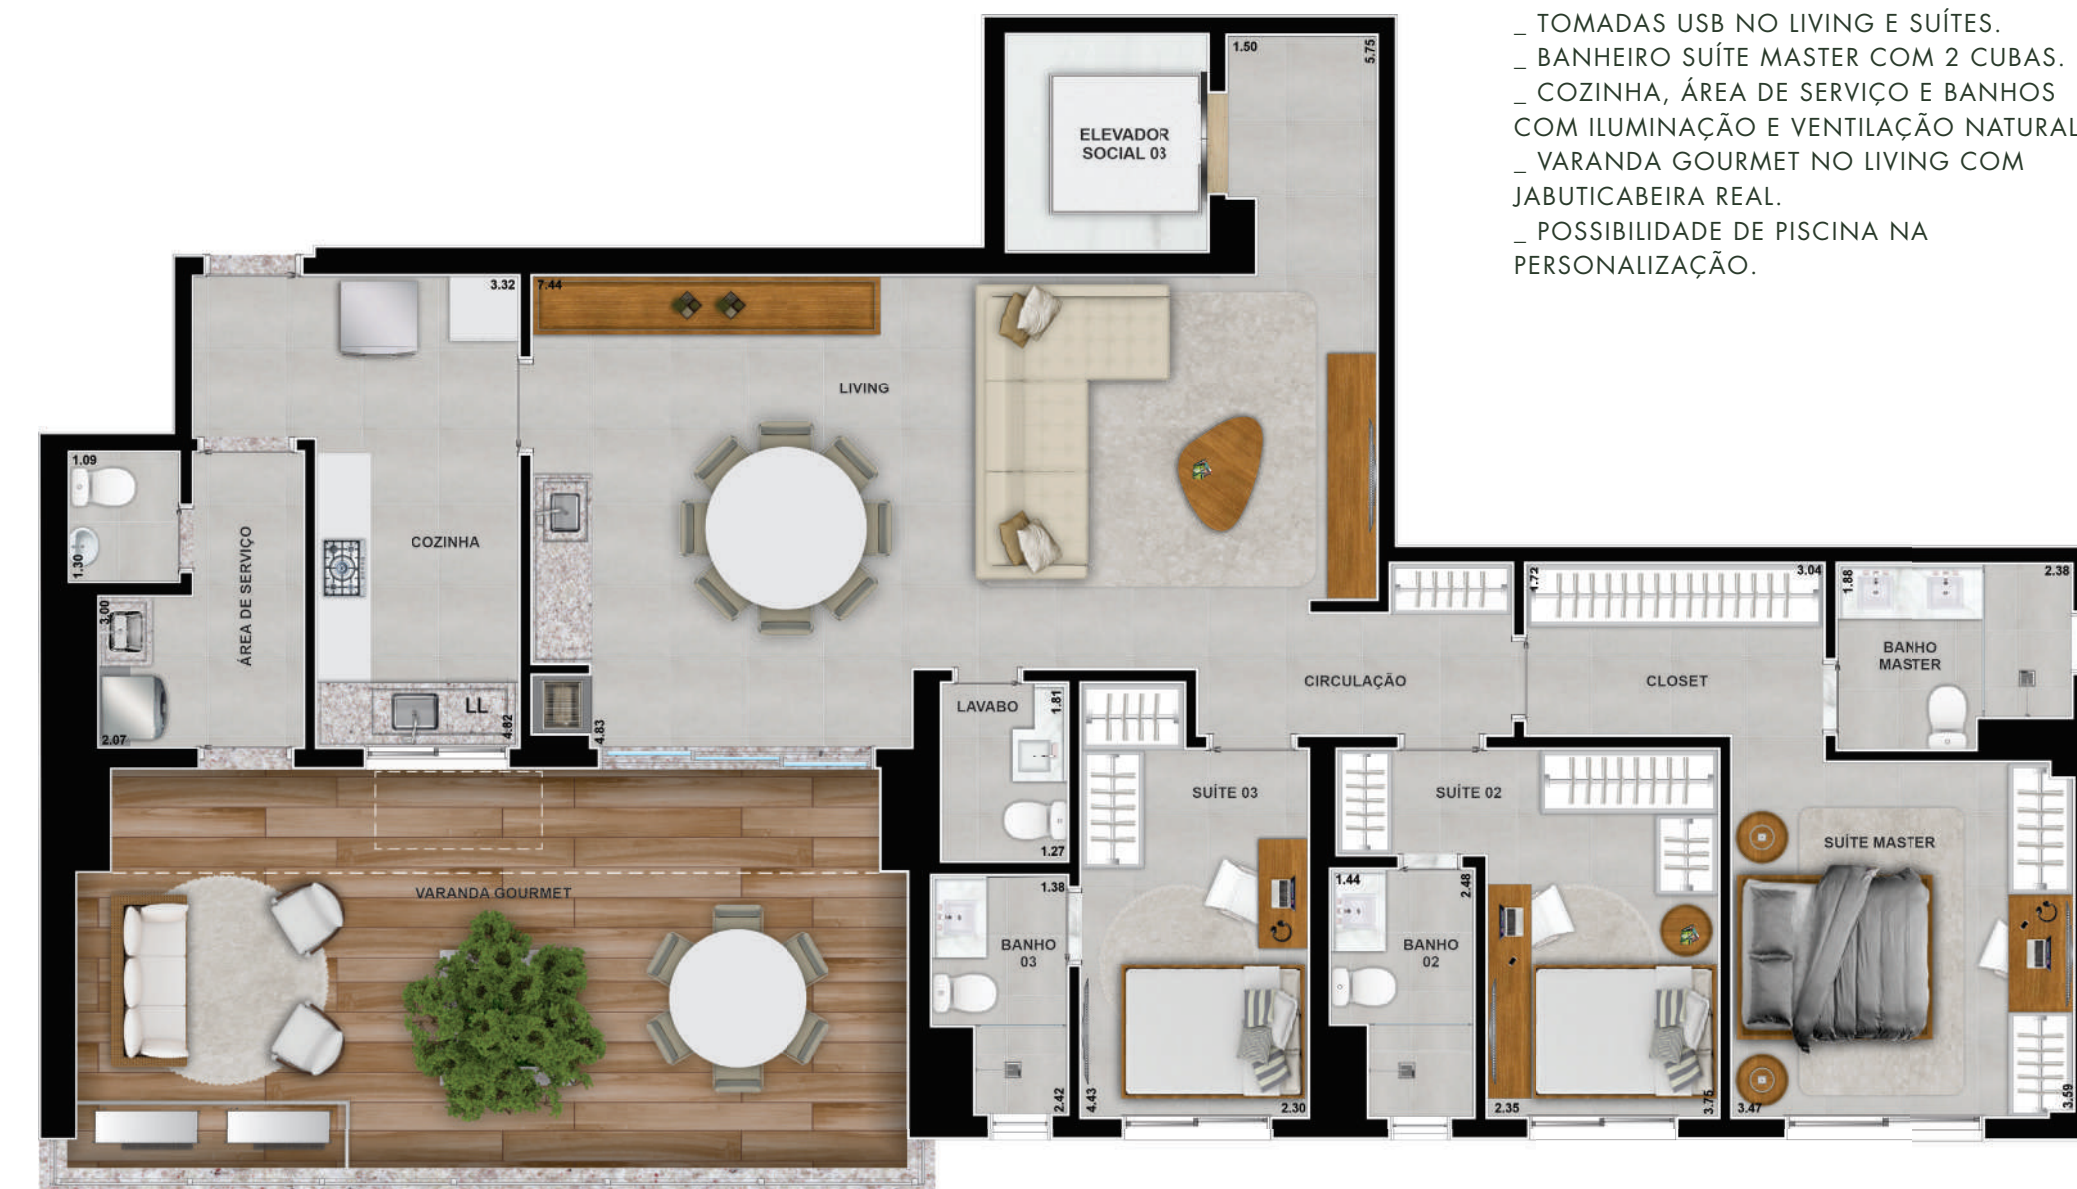 _ TOMADAS USB NO LIVING E SUÍTES.
_ BANHEIRO SUÍTE MASTER COM 2 CUBAS.
_ COZINHA, ÁREA DE SERVIÇO E BANHOS
COM ILUMINAÇÃO E VENTILAÇÃO NATURAL
_ VARANDA GOURMET NO LIVING COM
JABUTICABEIRA REAL.
_ POSSIBILIDADE DE PISCINA NA
PERSONALIZAÇÃO.
1.50
5.75
ELEVADOR
SOCIAL 03
3.32
7.44
LIVING
1.09
1.30
ÁREA DE SERVIÇO
COZINHA
3.00
2.07
LL
4.82
4.83
LAVABO
1.81
1.27
CIRCULAÇÃO
4.72
3.04
CLOSET
1.88
2.38
BANHO
MASTER
SUÍTE 03
SUÍTE 02
SUÍTE MASTER
VARANDA GOURMET
1.38
BANHO
03
2.42
4.43
2.30
1.44
2.48
BANHO
02
2.35
3.75
3.47
3.59